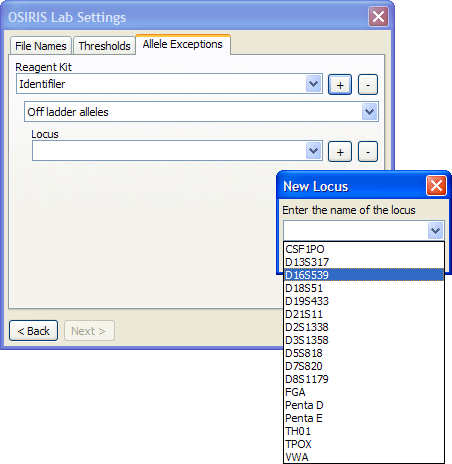 OSIRIS Lab Settings
File Names Thresholds Allele Exceptions
Reagent Kit
Identifiler + -
Off ladder alleles
Locus
+ -
New Locus
Enter the name of the locus
CSF1PO
D13S317
D16S539
D18S51
D19S433
D21S11
D2S1338
D3S1358
D5S818
D7S820
D8S1179
FGA
Penta D
Penta E
TH01
TPOX
VWA
< Back Next >